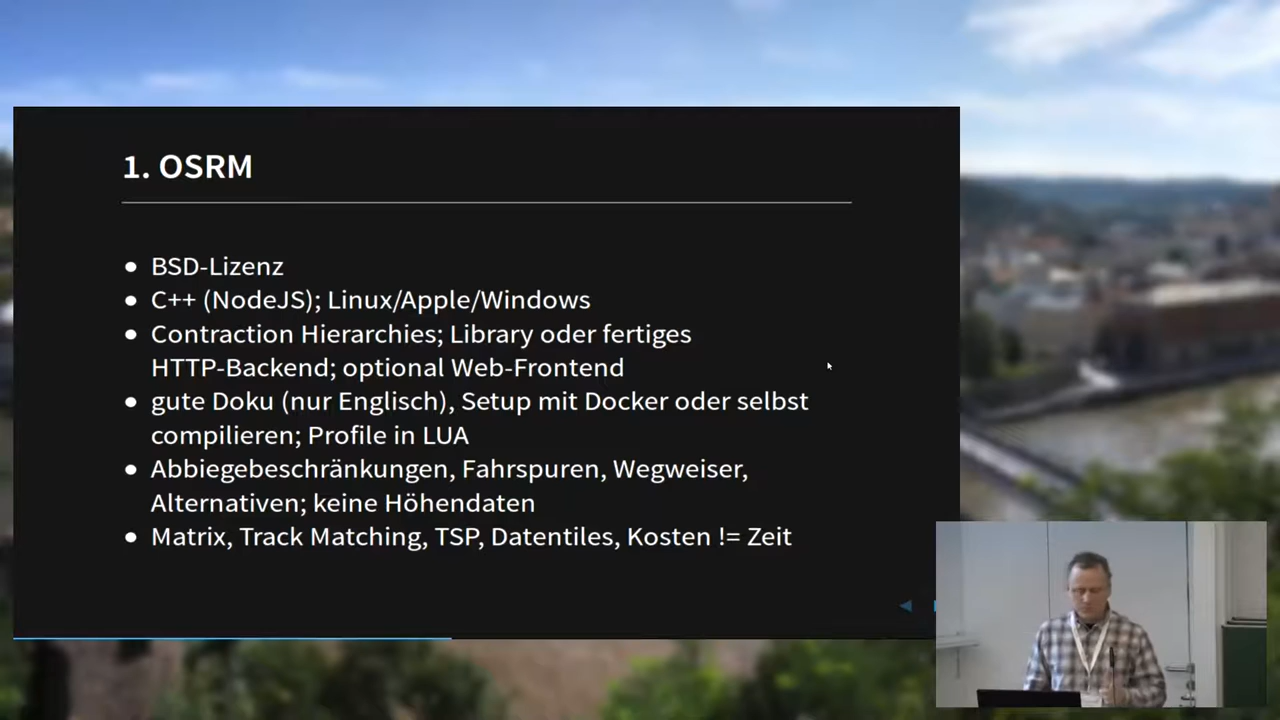 1. OSRM
• BSD-Lizenz
• C++ (NodeJS); Linux/Apple/Windows
• Contraction Hierarchies; Library oder fertiges
HTTP-Backend; optional Web-Frontend
• gute Doku (nur Englisch), Setup mit Docker oder selbst
compilieren; Profile in LUA
• Abbiegebeschränkungen, Fahrspuren, Wegweiser,
Alternativen; keine Höhendaten
• Matrix, Track Matching, TSP, Datentiles, Kosten != Zeit